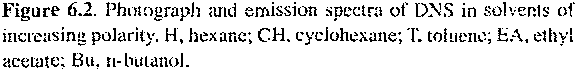 Figure 6.2. Photograph and emission spectra of DNS in solvents of
increasing polarity. H, hexane; CH, cyclohexane; T, toluene; EA, ethyl
acetate; Bu, n-butanol.